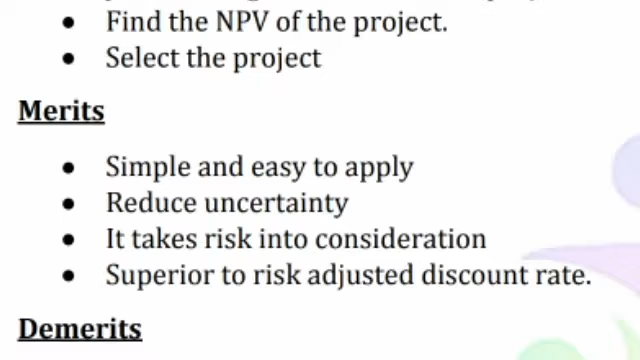 Find the NPV of the project.
Select the project
Merits
Simple and easy to apply
Reduce uncertainty
It takes risk into consideration
Superior to risk adjusted discount rate.
Demerits